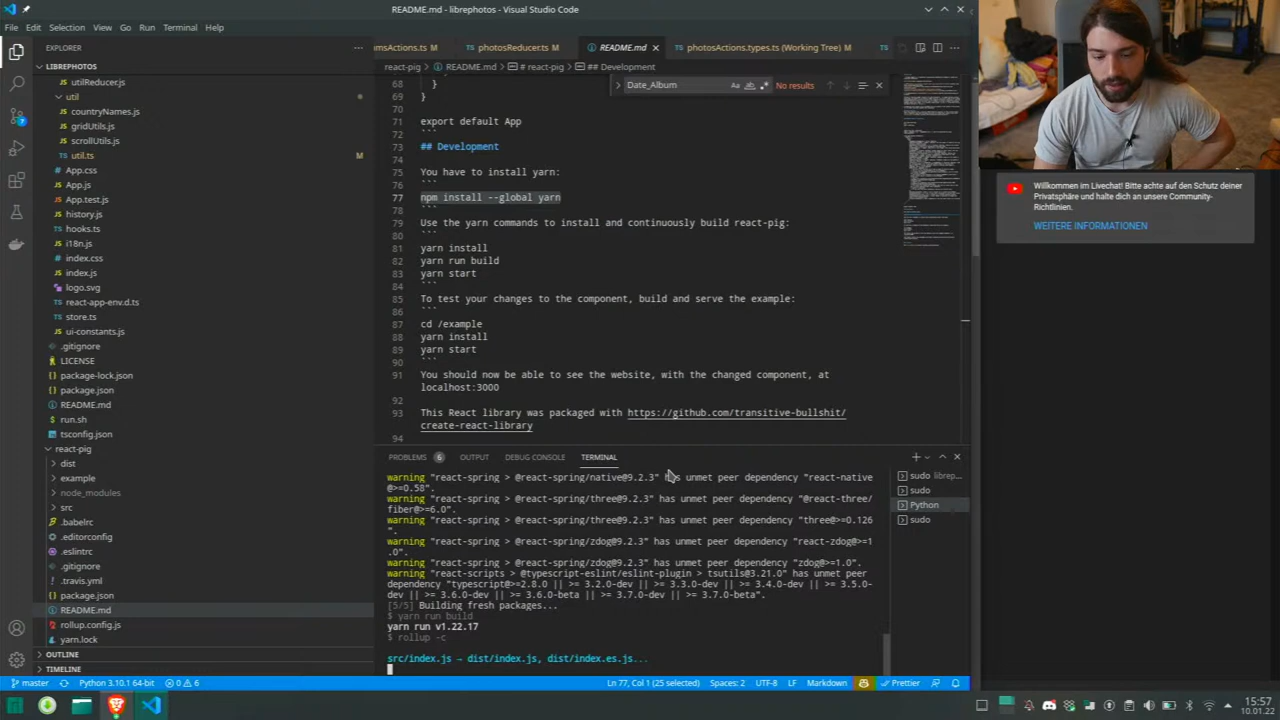 README.md - librephotos - Visual Studio Code
File Edit Selection View Go Run Terminal Help
EXPLORER
LIBREPHOTOS
utilReducer.js
util
countryNames.js
gridUtils.js
scrollUtils.js
util.ts M
App.css
App.js
App.test.js
history.js
hooks.ts
i18n.js
index.css
index.js
logo.svg
react-app-env.d.ts
store.ts
ui-constants.js
.gitignore
LICENSE
package-lock.json
package.json
README.md
run.sh
tsconfig.json
react-pig
dist
example
node_modules
src
.babelrc
.editorconfig
.eslintrc
.gitignore
.travis.yml
package.json
README.md
rollup.config.js
yarn.lock
OUTLINE
TIMELINE
umsActions.ts M photosReducer.ts M README.md photosActions.types.ts (Working Tree) M
react-pig > README.md > # react-pig > ## Development
Date_Album Aa ab No results
68 }
69 }
70
71 export default App
72 ```
73 ## Development
74
75 You have to install yarn:
76 ```
77 npm install --global yarn
78 ```
79 Use the yarn commands to install and continuously build react-pig:
80 ```
81 yarn install
82 yarn run build
83 yarn start
84 ```
85 To test your changes to the component, build and serve the example:
86 ```
87 cd /example
88 yarn install
89 yarn start
90 ```
91 You should now be able to see the website, with the changed component, at
localhost:3000
92
93 This React library was packaged with https://github.com/transitive-bullshit/
create-react-library
94
PROBLEMS 6 OUTPUT DEBUG CONSOLE TERMINAL
warning "react-spring > @react-spring/native@9.2.3" has unmet peer dependency "react-native
@>=0.58".
warning "react-spring > @react-spring/three@9.2.3" has unmet peer dependency "@react-three/
fiber@>=6.0".
warning "react-spring > @react-spring/three@9.2.3" has unmet peer dependency "three@>=0.126
".
warning "react-spring > @react-spring/zdog@9.2.3" has unmet peer dependency "react-zdog@>=1
.0".
warning "react-spring > @react-spring/zdog@9.2.3" has unmet peer dependency "zdog@>=1.0".
warning "react-scripts > @typescript-eslint/eslint-plugin > tsutils@3.21.0" has unmet peer
dependency "typescript@>=2.8.0 || >= 3.2.0-dev || >= 3.3.0-dev || >= 3.4.0-dev || >= 3.5.0-
dev || >= 3.6.0-dev || >= 3.6.0-beta || >= 3.7.0-dev || >= 3.7.0-beta".
[5/5] Building fresh packages...
$ yarn run build
yarn run v1.22.17
$ rollup -c
src/index.js → dist/index.js, dist/index.es.js...
sudo librep...
sudo
Python
sudo
Willkommen im Livechat! Bitte achte auf den Schutz deiner
Privatsphäre und halte dich an unsere Community-
Richtlinien.
WEITERE INFORMATIONEN
master Python 3.10.1 64-bit 0 6 Ln 77, Col 1 (25 selected) Spaces: 2 UTF-8 LF Markdown Prettier
15:57
10.01.22